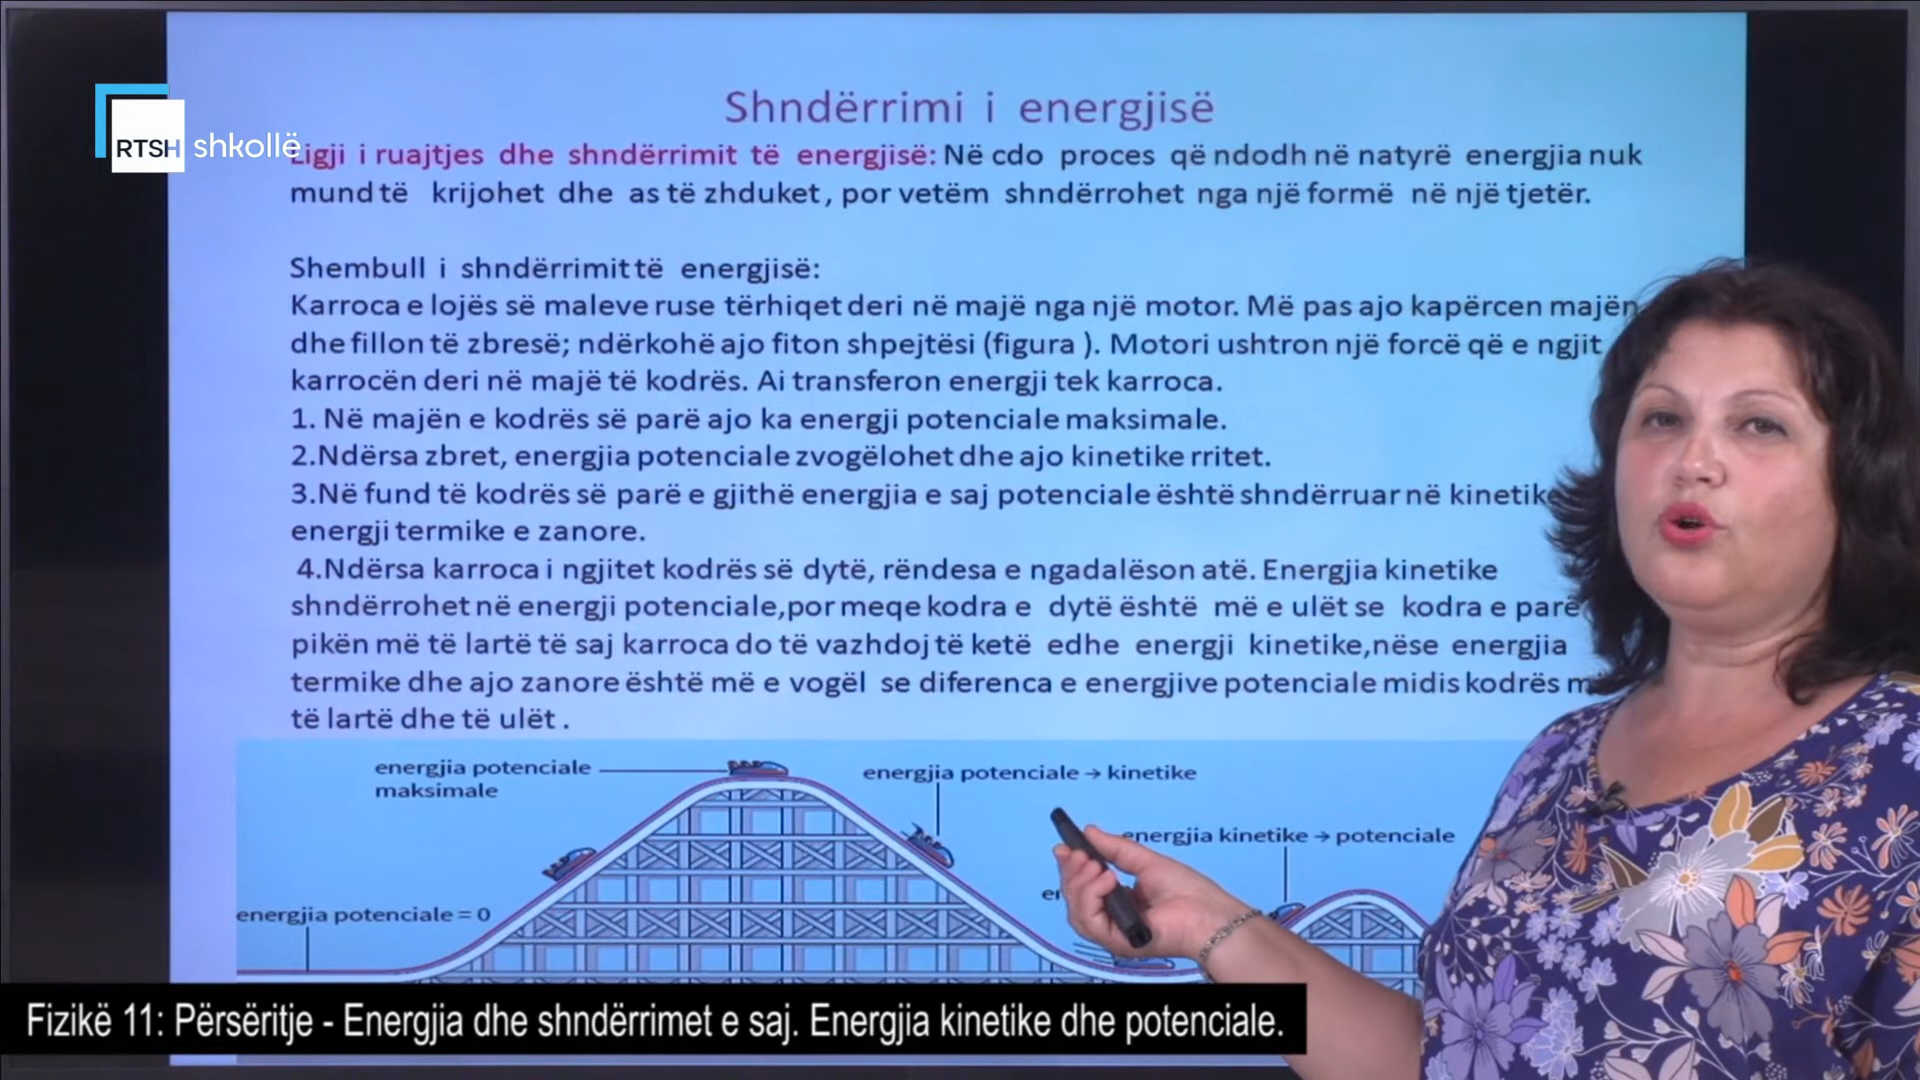 RTSH shkollë
Shndërrimi i energjisë
Ligji i ruajtjes dhe shndërrimit të energjisë: Në cdo proces që ndodh në natyrë energjia nuk
mund të krijohet dhe as të zhduket, por vetëm shndërrohet nga një formë në një tjetër.
Shembull i shndërrimit të energjisë:
Karroca e lojës së maleve ruse tërhiqet deri në majë nga një motor. Më pas ajo kapërcen majën
dhe fillon të zbresë; ndërkohë ajo fiton shpejtësi (figura ). Motori ushtron një forcë që e ngjit
karrocën deri në majë të kodrës. Ai transferon energji tek karroca.
1. Në majën e kodrës së parë ajo ka energji potenciale maksimale.
2.Ndërsa zbret, energjia potenciale zvogëlohet dhe ajo kinetike rritet.
3.Në fund të kodrës së parë e gjithë energjia e saj potenciale është shndërruar në kinetike
energji termike e zanore.
4.Ndërsa karroca i ngjitet kodrës së dytë, rëndesa e ngadalëson atë. Energjia kinetike
shndërrohet në energji potenciale,por meqe kodra e dytë është më e ulët se kodra e parë
pikën më të lartë të saj karroca do të vazhdoj të ketë edhe energji kinetike,nëse energjia
termike dhe ajo zanore është më e vogël se diferenca e energjive potenciale midis kodrës
të lartë dhe të ulët .
energjia potenciale
maksimale
energjia potenciale → kinetike
energjia kinetike → potenciale
energjia potenciale = 0
Fizikë 11: Përsëritje - Energjia dhe shndërrimet e saj. Energjia kinetike dhe potenciale.